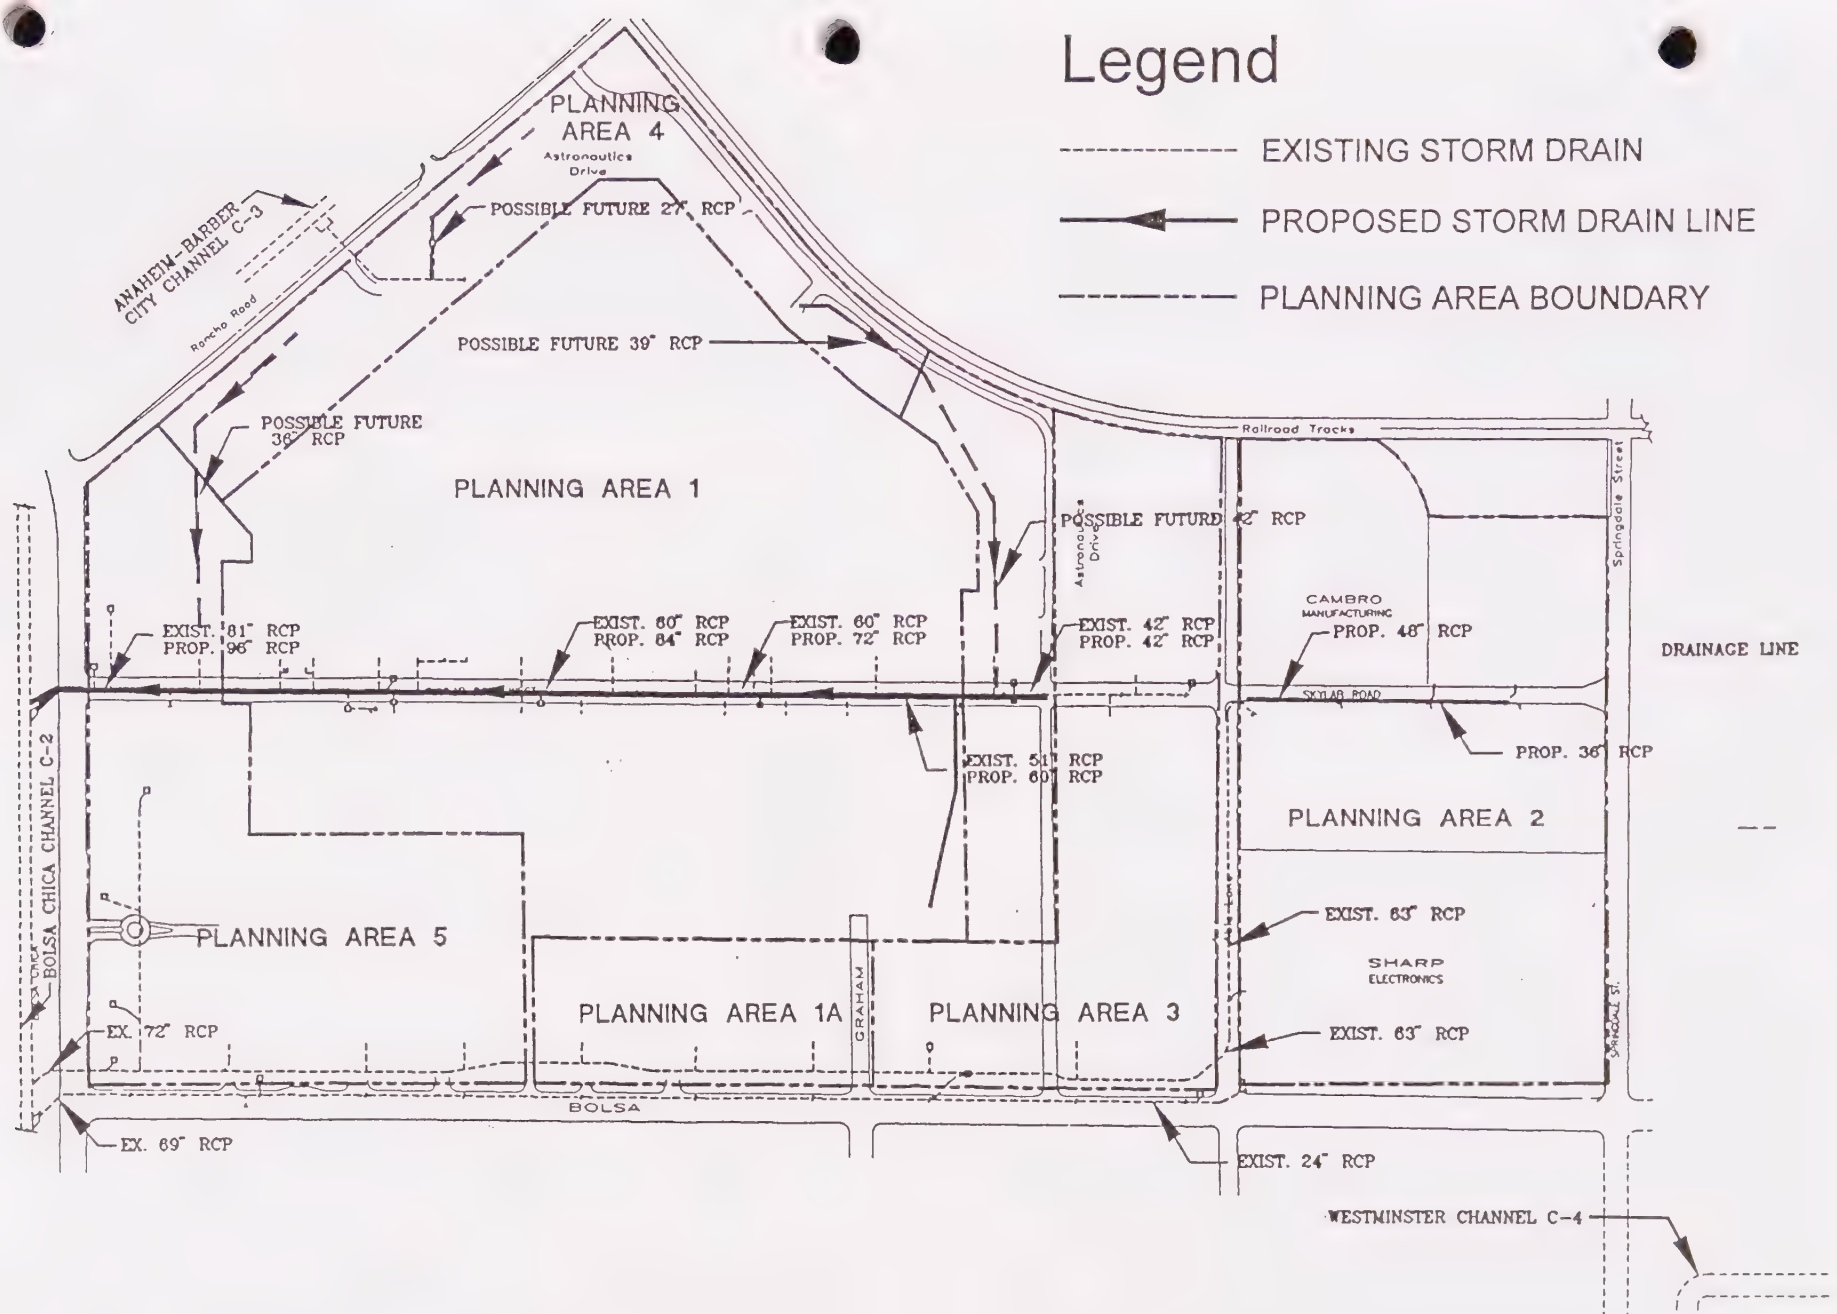 Legend
EXISTING STORM DRAIN
PROPOSED STORM DRAIN LINE
PLANNING AREA BOUNDARY
PLANNING
AREA 4
Astronautics
Drive
POSSIBLE FUTURE 27" RCP
ANAHEIM-BARBER
CITY CHANNEL C-3
Rancho Road
POSSIBLE FUTURE 39" RCP
POSSIBLE FUTURE
36" RCP
Railroad Tracks
Springdale Street
PLANNING AREA 1
POSSIBLE FUTURE 42" RCP
Astronautics
Drive
CAMBRO
MANUFACTURING
PROP. 48" RCP
EXIST. 81" RCP
PROP. 96" RCP
EXIST. 60" RCP
PROP. 84" RCP
EXIST. 60" RCP
PROP. 72" RCP
EXIST. 42" RCP
PROP. 42" RCP
DRAINAGE LINE
SKYLAB ROAD
EXIST. 51" RCP
PROP. 60" RCP
PROP. 36" RCP
BOLSA CHICA CHANNEL C-2
PLANNING AREA 2
EXIST. 63" RCP
PLANNING AREA 5
SHARP
ELECTRONICS
GRAHAM
PLANNING AREA 1A
PLANNING AREA 3
EX. 72" RCP
EXIST. 63" RCP
SPRINGDALE ST.
BOLSA
EX. 69" RCP
EXIST. 24" RCP
WESTMINSTER CHANNEL C-4